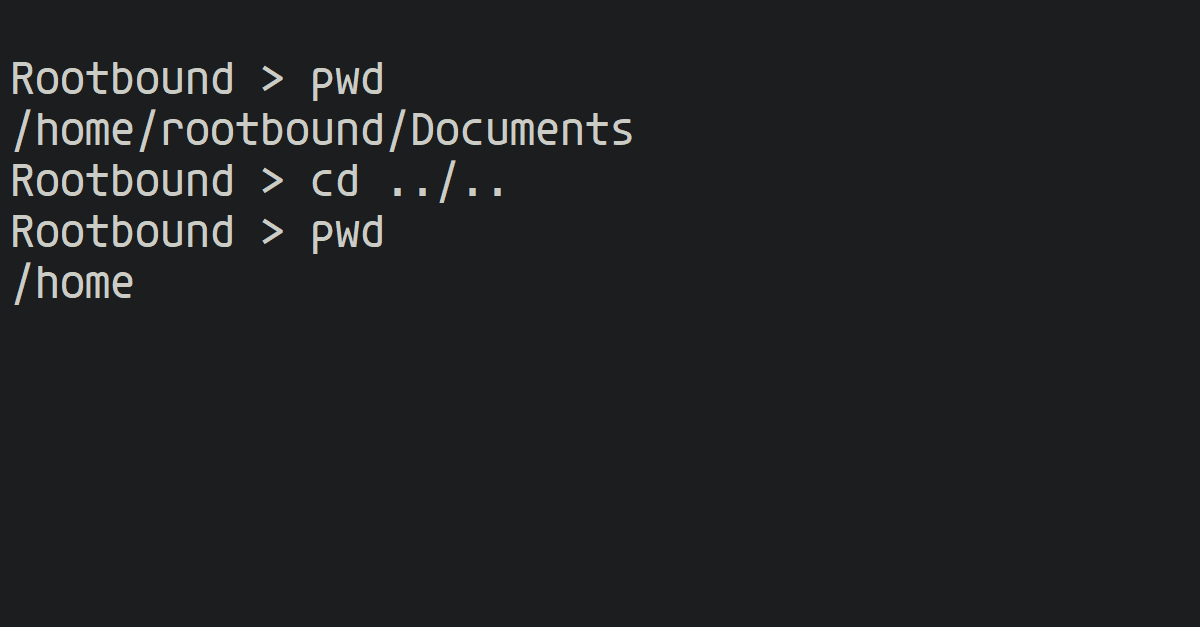 Rootbound > pwd
/home/rootbound/Documents
Rootbound > cd ../..
Rootbound > pwd
/home